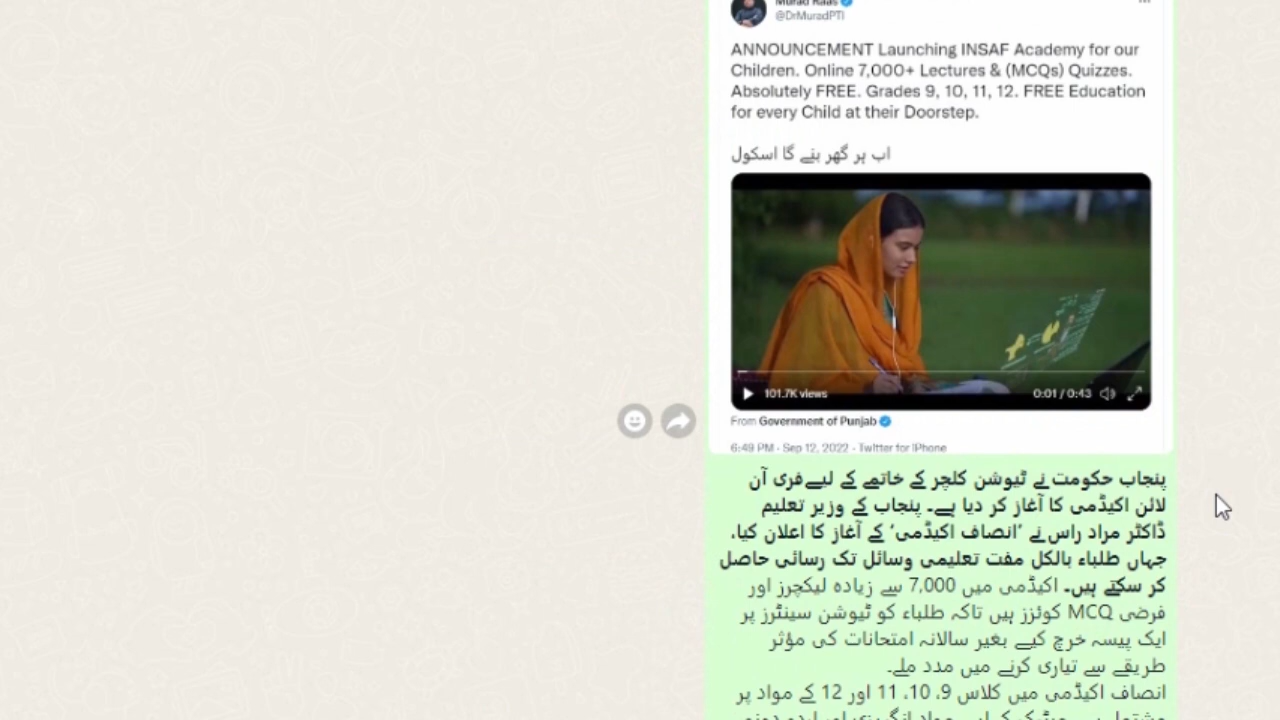 Murad Raas
@DrMuradPTI
ANNOUNCEMENT Launching INSAF Academy for our
Children. Online 7,000+ Lectures & (MCQs) Quizzes.
Absolutely FREE. Grades 9, 10, 11, 12. FREE Education
for every Child at their Doorstep.
اب ہر گھر بنے گا اسکول
101.7K views
0:01 / 0:43
From Government of Punjab
6:49 PM · Sep 12, 2022 · Twitter for iPhone
پنجاب حکومت نے ٹیوشن کلچر کے خاتمے کے لیےفری آن
لائن اکیڈمی کا آغاز کر دیا ہے۔ پنجاب کے وزیر تعلیم
ڈاکٹر مراد راس نے ’انصاف اکیڈمی‘ کے آغاز کا اعلان کیا،
جہاں طلباء بالکل مفت تعلیمی وسائل تک رسائی حاصل
کر سکتے ہیں۔ اکیڈمی میں 7,000 سے زیادہ لیکچرز اور
فرضی MCQ کوئزز ہیں تاکہ طلباء کو ٹیوشن سینٹرز پر
ایک پیسہ خرچ کیے بغیر سالانہ امتحانات کی مؤثر
طریقے سے تیاری کرنے میں مدد ملے۔
انصاف اکیڈمی میں کلاس 9، 10، 11 اور 12 کے مواد پر